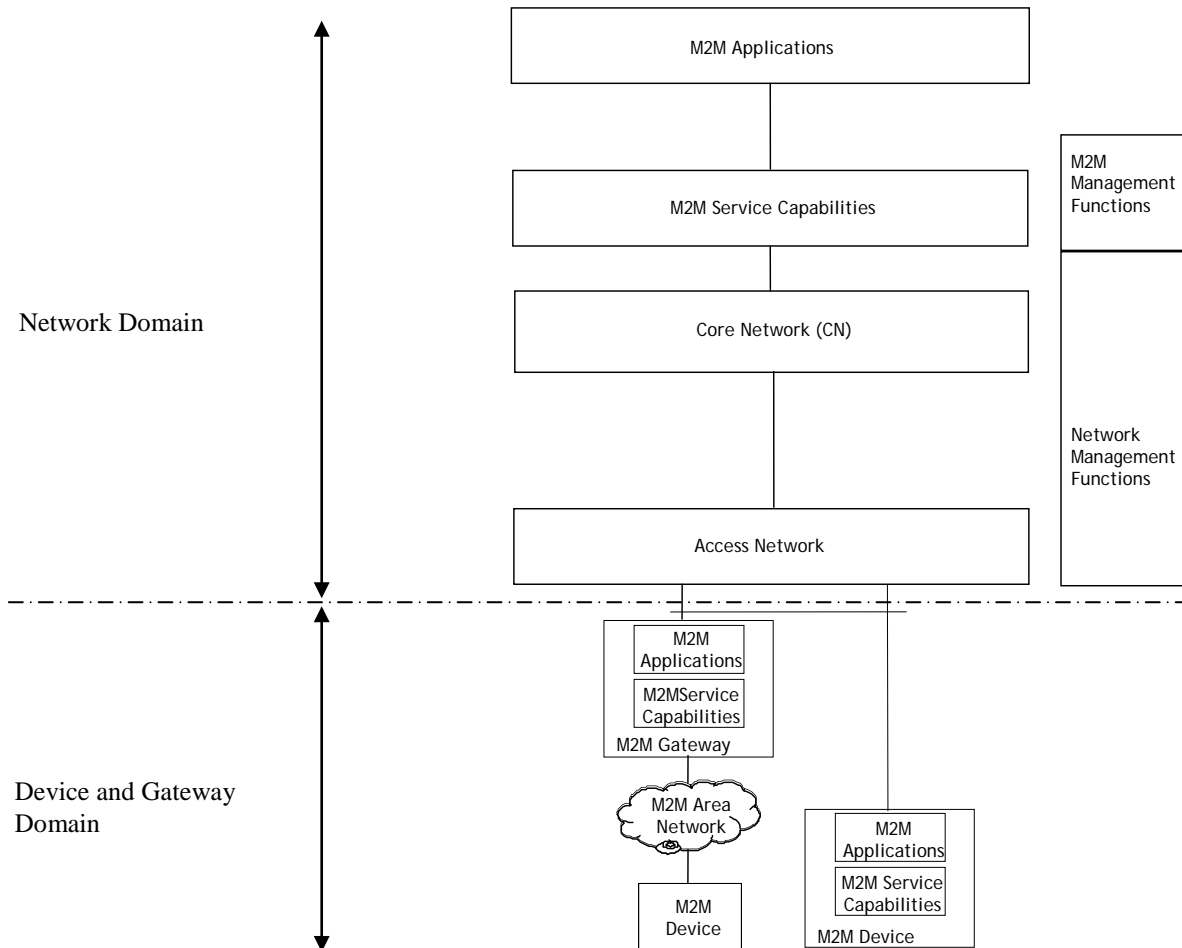 M2M Applications
M2M
Management
Functions
M2M Service Capabilities
Network Domain
Core Network (CN)
Network
Management
Functions
Access Network
M2M
Applications
M2MService
Capabilities
M2M Gateway
Device and Gateway
Domain
M2M Area
Network
M2M
Device
M2M
Applications
M2M Service
Capabilities
M2M Device